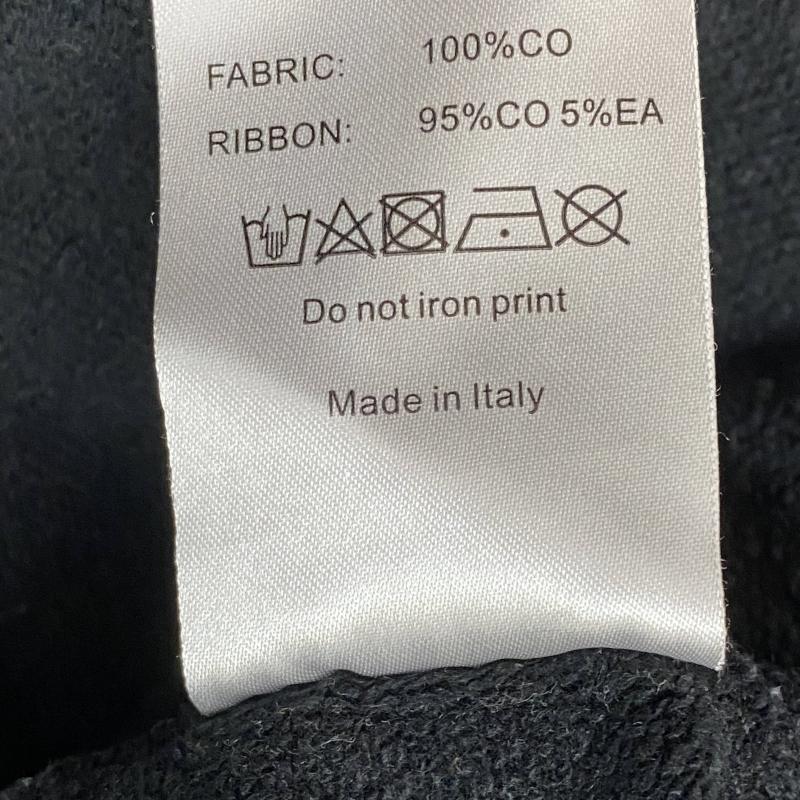 FABRIC: 100%CO
RIBBON: 95%CO 5%EA
Do not iron print
Made in Italy